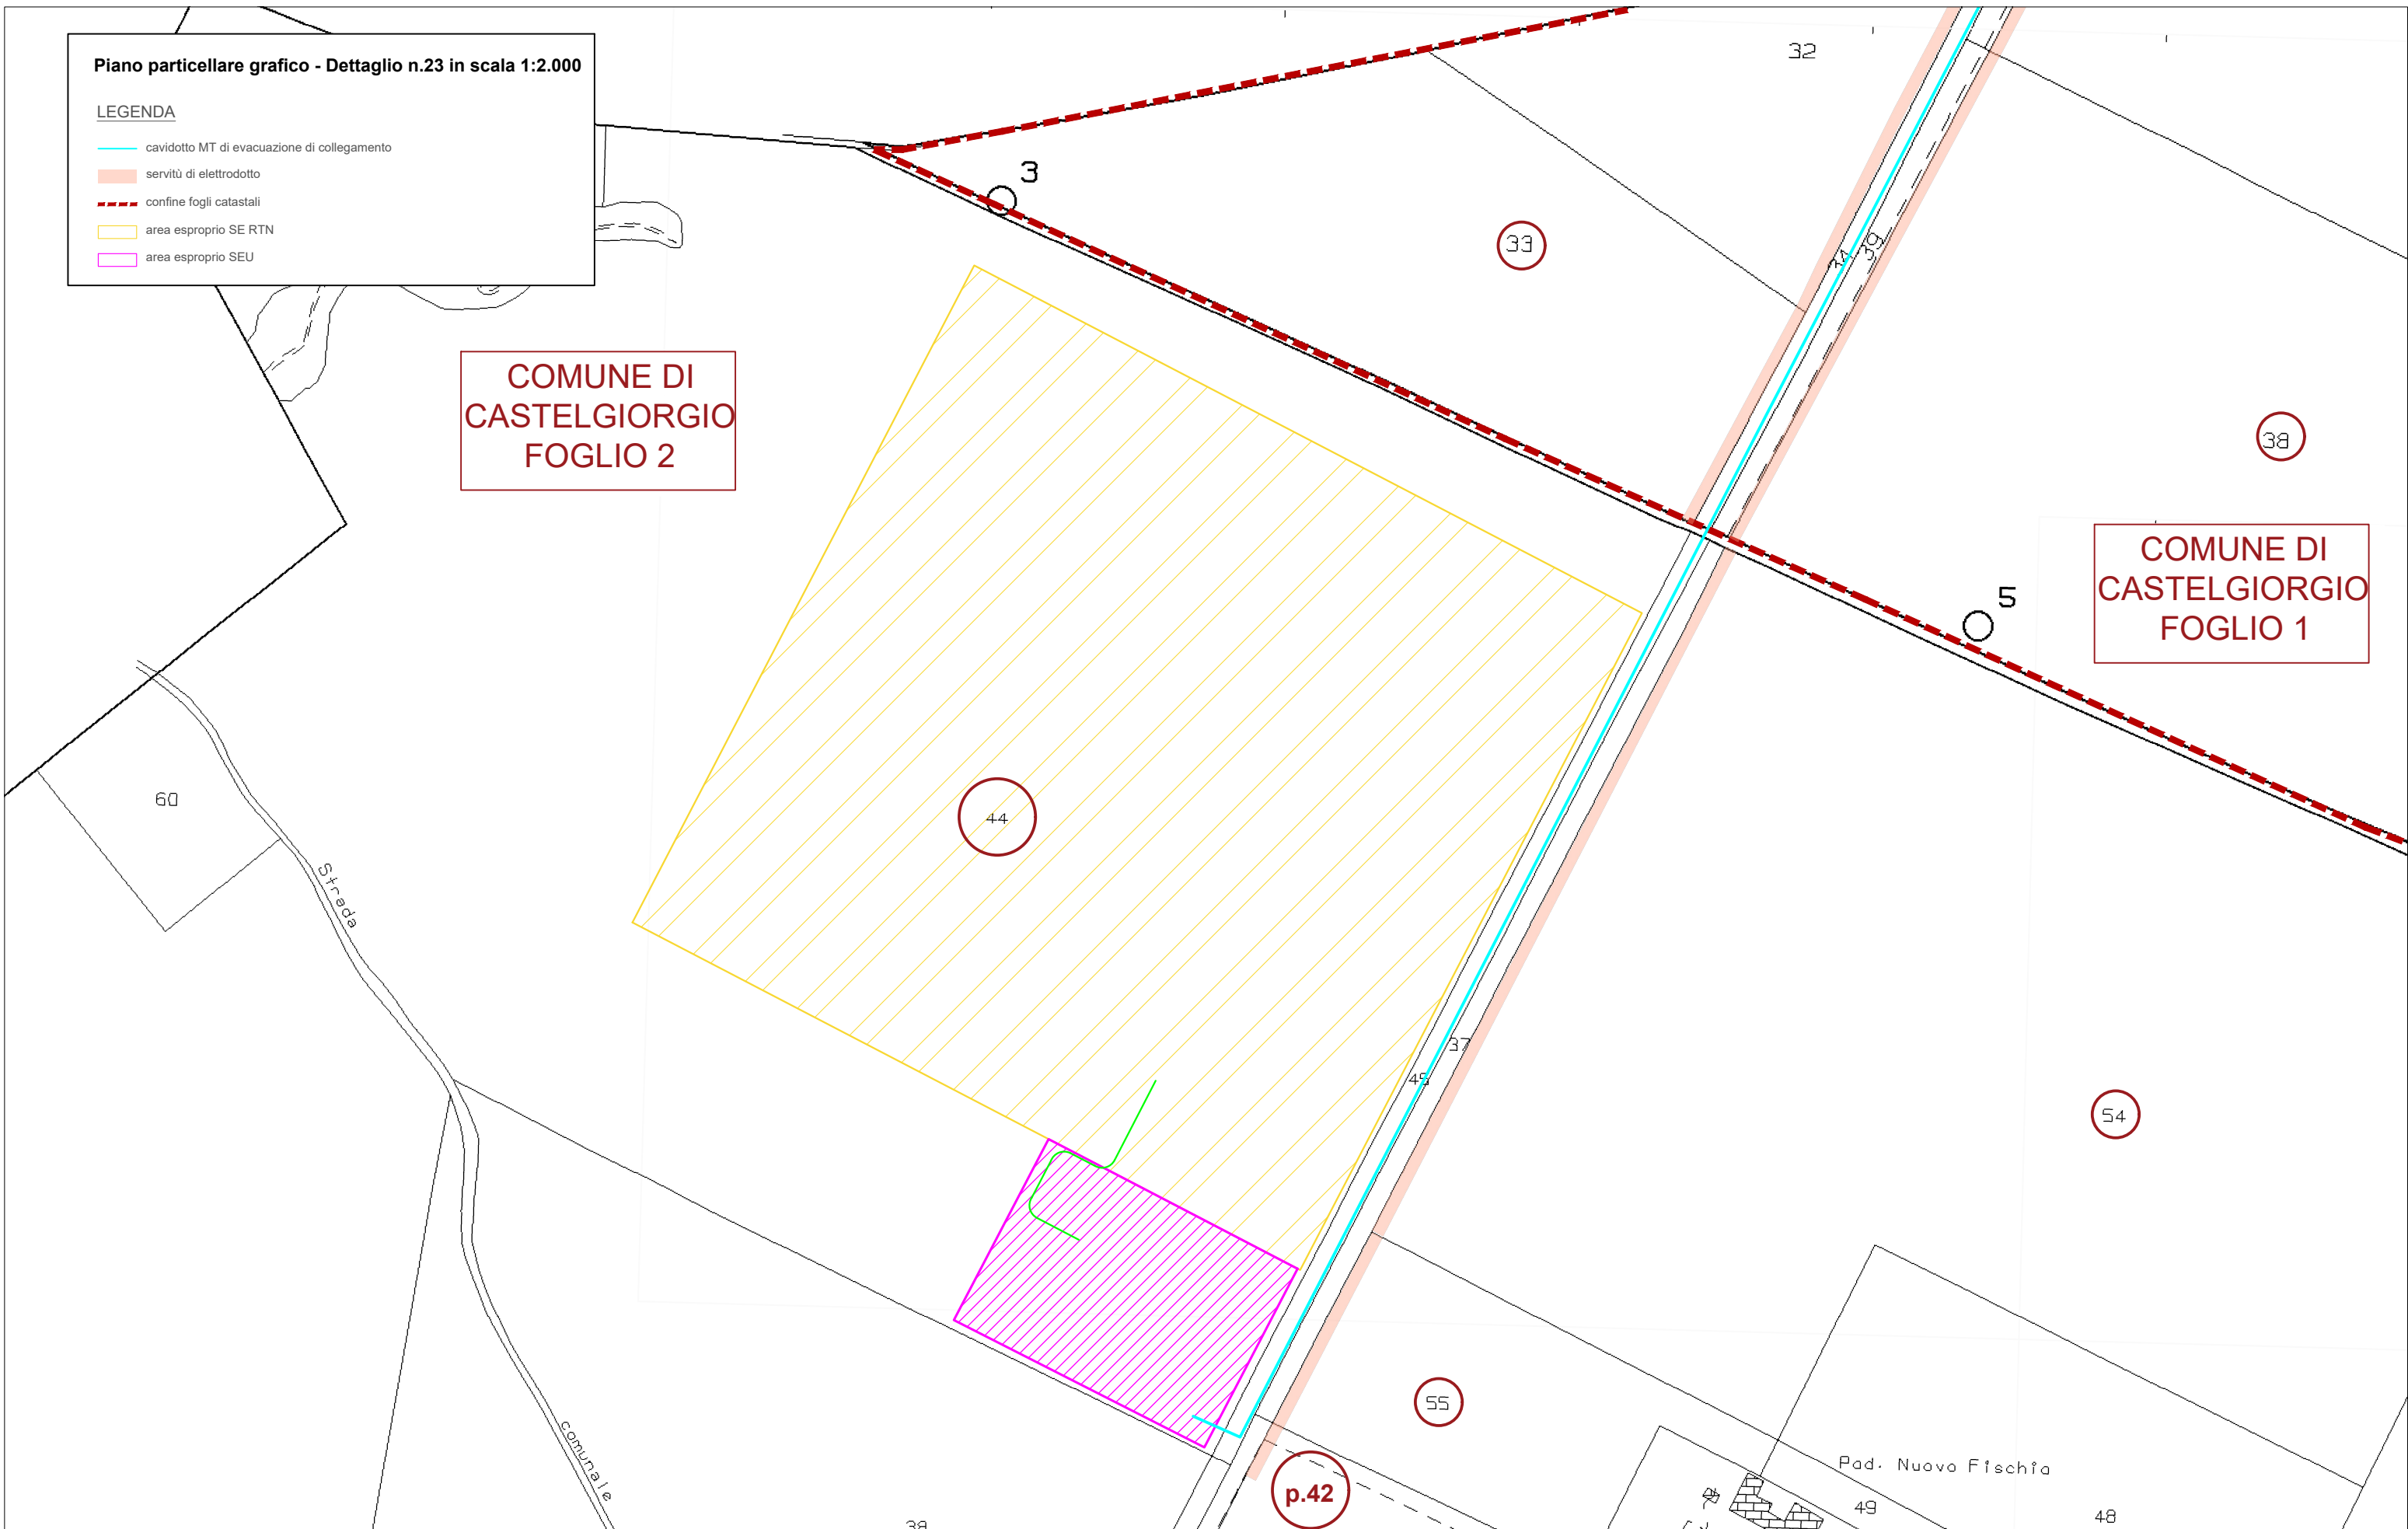 Piano particellare grafico - Dettaglio n.23 in scala 1:2.000
LEGENDA
cavidotto MT di evacuazione di collegamento
servitù di elettrodotto
confine fogli catastali
area esproprio SE RTN
area esproprio SEU
32
3
33
39
38
COMUNE DI
CASTELGIORGIO
FOGLIO 2
COMUNE DI
CASTELGIORGIO
FOGLIO 1
5
60
44
Strada
37
45
54
55
comunale
p.42
Pad. Nuovo Fischia
49
48
38